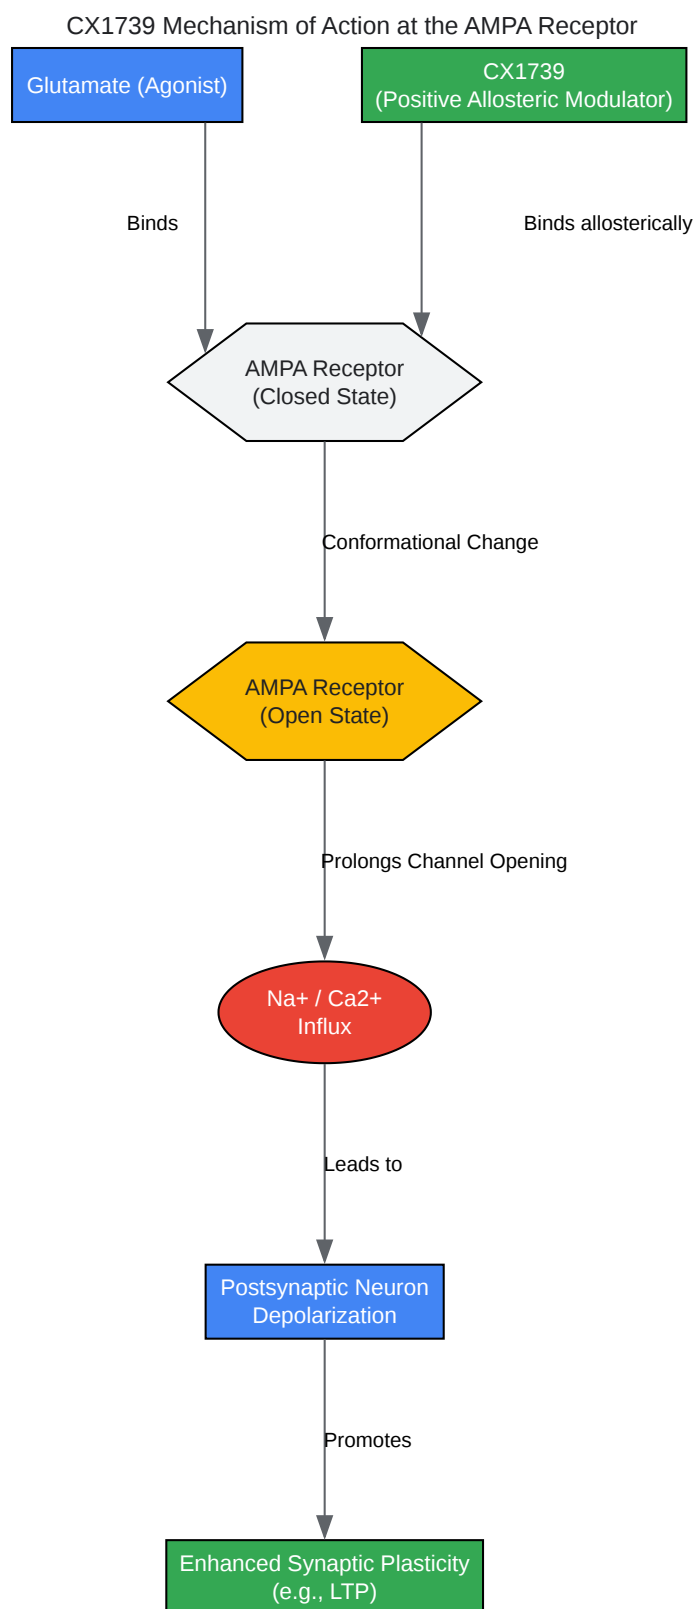 CX1739 Mechanism of Action at the AMPA Receptor
Glutamate (Agonist)
CX1739
(Positive Allosteric Modulator)
Binds
Binds allosterically
AMPA Receptor
(Closed State)
Conformational Change
AMPA Receptor
(Open State)
Prolongs Channel Opening
Na+ / Ca2+
Influx
Leads to
Postsynaptic Neuron
Depolarization
Promotes
Enhanced Synaptic Plasticity
(e.g., LTP)